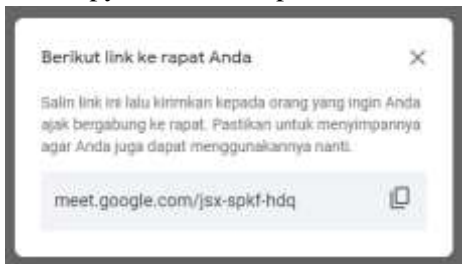 Berikut link ke rapat Anda
Salin link ini lalu kirimkan kepada orang yang ingin Anda
ajak bergabung ke rapat. Pastikan untuk menyimpannya
agar Anda juga dapat menggunakannya nanti.
meet.google.com/jsx-spkf-hdq